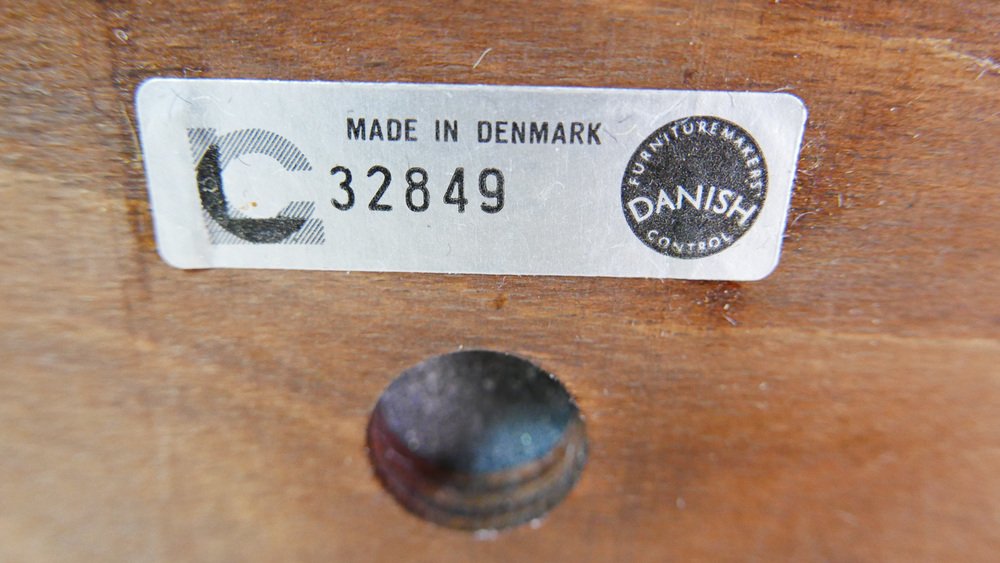 MADE IN DENMARK
32849
FURNITUREMAKERS
DANISH
CONTROL